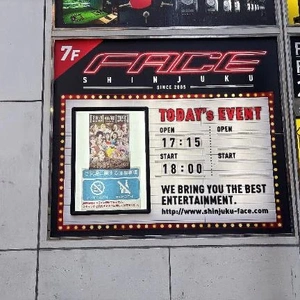 7F
FACE
SHINJUKU
SINCE 2005
TODAY's EVENT
OPEN OPEN
17:15
START START
18:00
WE BRING YOU THE BEST
ENTERTAINMENT.
http://www.shinjuku-face.com